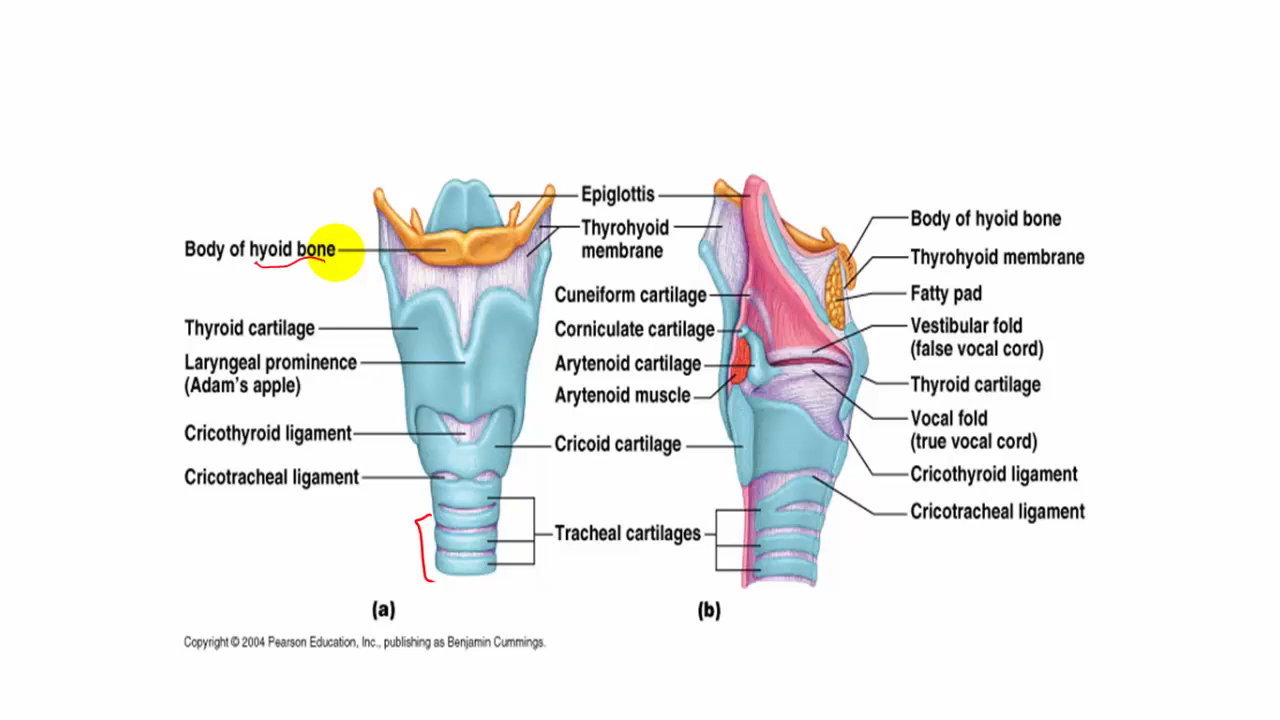 Body of hyoid bone
Thyroid cartilage
Laryngeal prominence
(Adam's apple)
Cricothyroid ligament
Cricotracheal ligament
Epiglottis
Thyrohyoid
membrane
Cuneiform cartilage
Corniculate cartilage
Arytenoid cartilage
Arytenoid muscle
Cricoid cartilage
Tracheal cartilages
Body of hyoid bone
Thyrohyoid membrane
Fatty pad
Vestibular fold
(false vocal cord)
Thyroid cartilage
Vocal fold
(true vocal cord)
Cricothyroid ligament
Cricotracheal ligament
(a)
(b)
Copyright © 2004 Pearson Education, Inc., publishing as Benjamin Cummings.